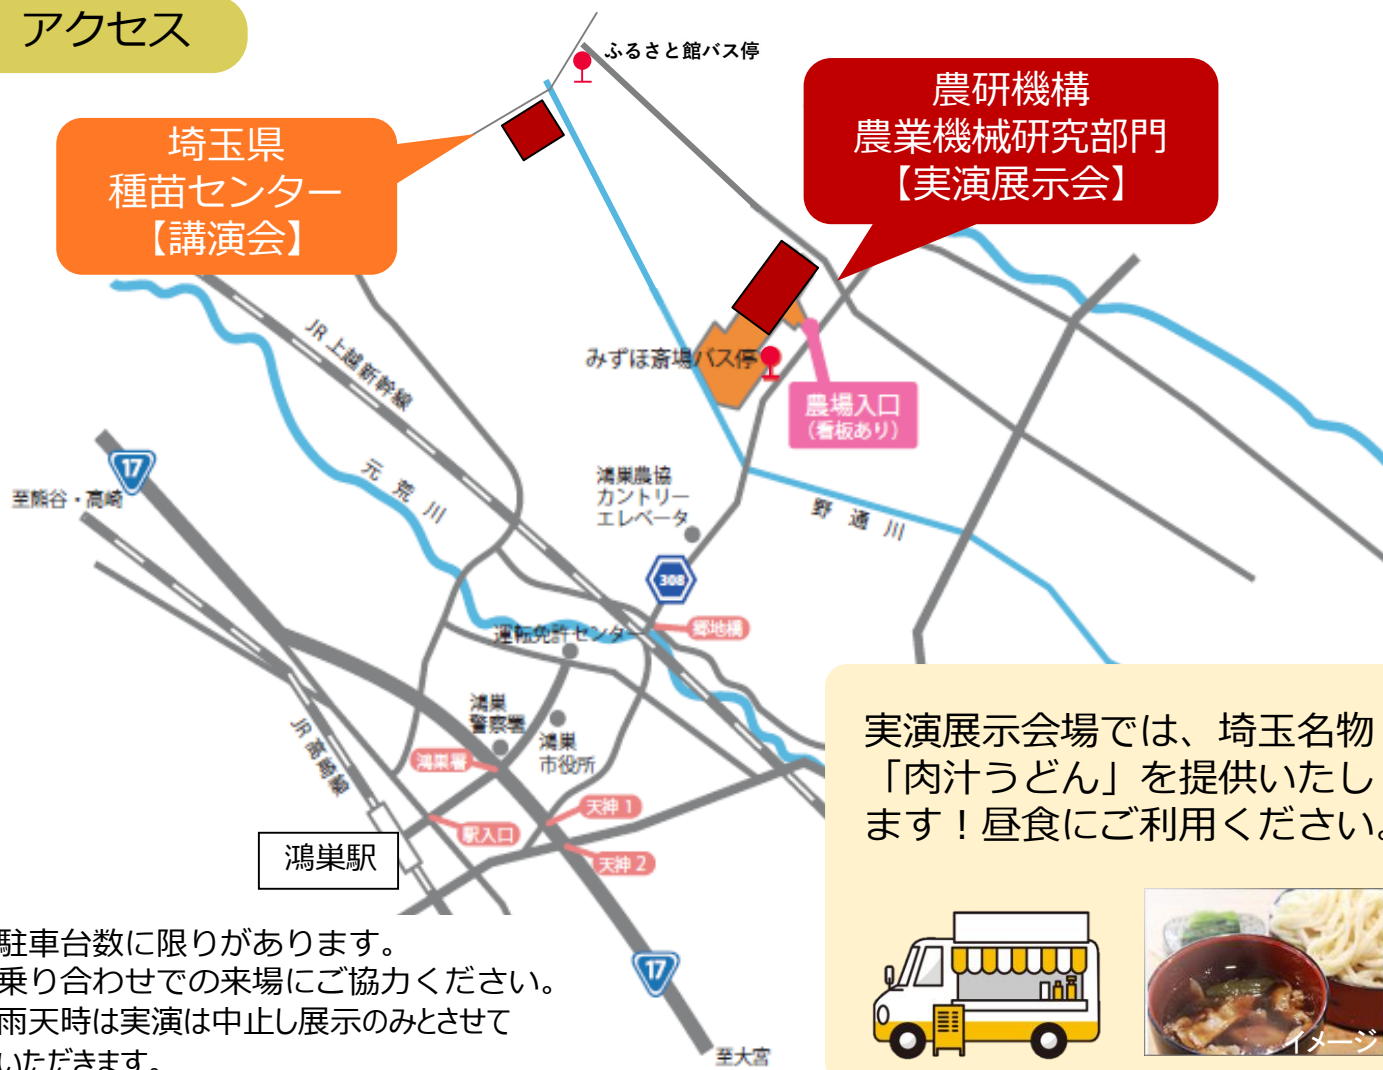 アクセス
ふるさと館バス停
農研機構
農業機械研究部門
【実演展示会】
埼玉県
種苗センター
【講演会】
JR 上越新幹線
みずほ斎場バス停
農場入口
(看板あり)
17
至熊谷・高崎
元 荒 川
鴻巣農協
カントリー
エレベータ
野 通 川
308
運転免許センター
郷地橋
鴻巣
警察署
鴻巣
市役所
鴻巣署
JR 高崎線
天神 1
駅入口
天神 2
鴻巣駅
17
至大宮
実演展示会場では、埼玉名物
「肉汁うどん」を提供いたし
ます！昼食にご利用ください。
イメージ
駐車台数に限りがあります。
乗り合わせでの来場にご協力ください。
雨天時は実演は中止し展示のみとさせて
いただきます。